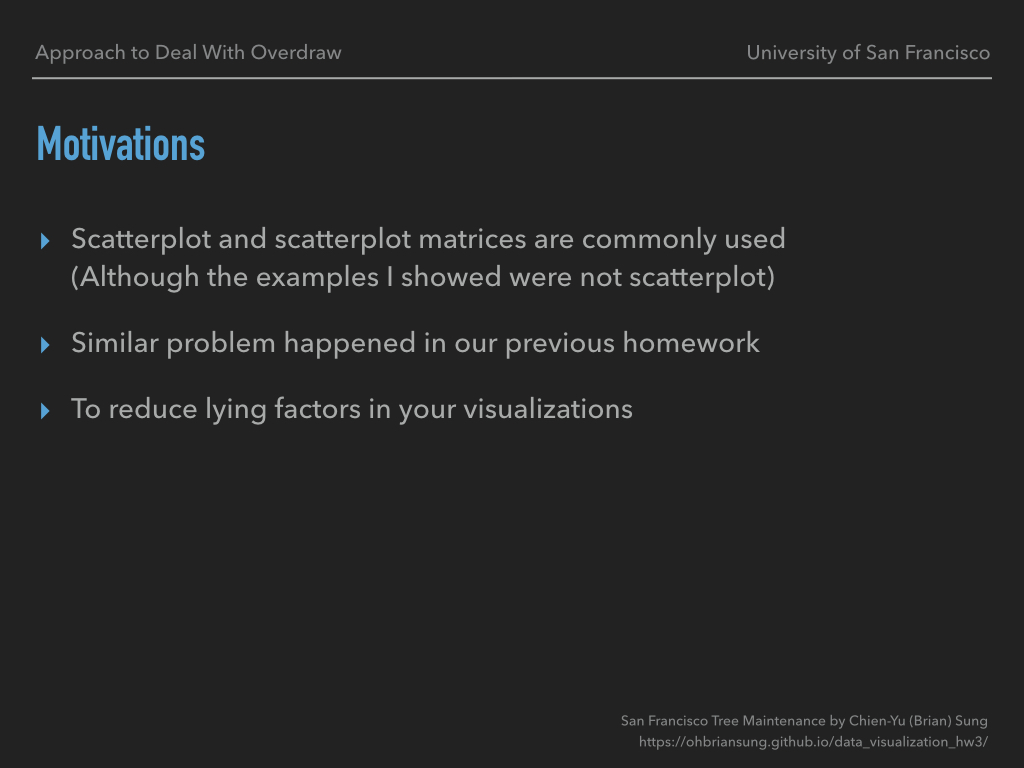 Approach to Deal With Overdraw
University of San Francisco
Motivations
Scatterplot and scatterplot matrices are commonly used
(Although the examples I showed were not scatterplot)
Similar problem happened in our previous homework
To reduce lying factors in your visualizations
San Francisco Tree Maintenance by Chien-Yu (Brian) Sung
https://ohbriansung.github.io/data_visualization_hw3/